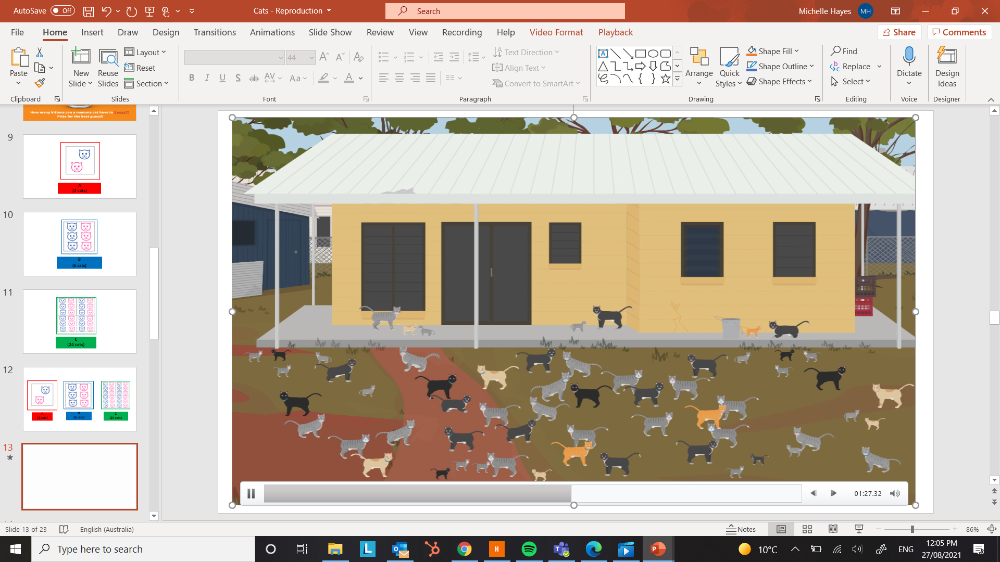 AutoSave Off
Cats - Reproduction
Search
Michelle Hayes MH
File Home Insert Draw Design Transitions Animations Slide Show Review View Recording Help Video Format Playback
Share Comments
Paste
New Slide
Reuse Slides
Layout
Reset
Section
44
B I U S ab AV Aa A
Text Direction
Align Text
Convert to SmartArt
A
Arrange
Quick Styles
Shape Fill
Shape Outline
Shape Effects
Find
Replace
Select
Dictate
Design Ideas
Clipboard Slides Font Paragraph Drawing Editing Voice Designer
How many kittens can a mamma cat have in 1 year??
Prize for the best guess!!
9
A
(2 cats)
10
B
(6 cats)
11
C
(24 cats)
12
A
(2 cats)
B
(6 cats)
C
(24 cats)
13
01:27.32
Slide 13 of 23 English (Australia)
Notes
86%
Type here to search
L
H
P
10°C
ENG
12:05 PM
27/08/2021